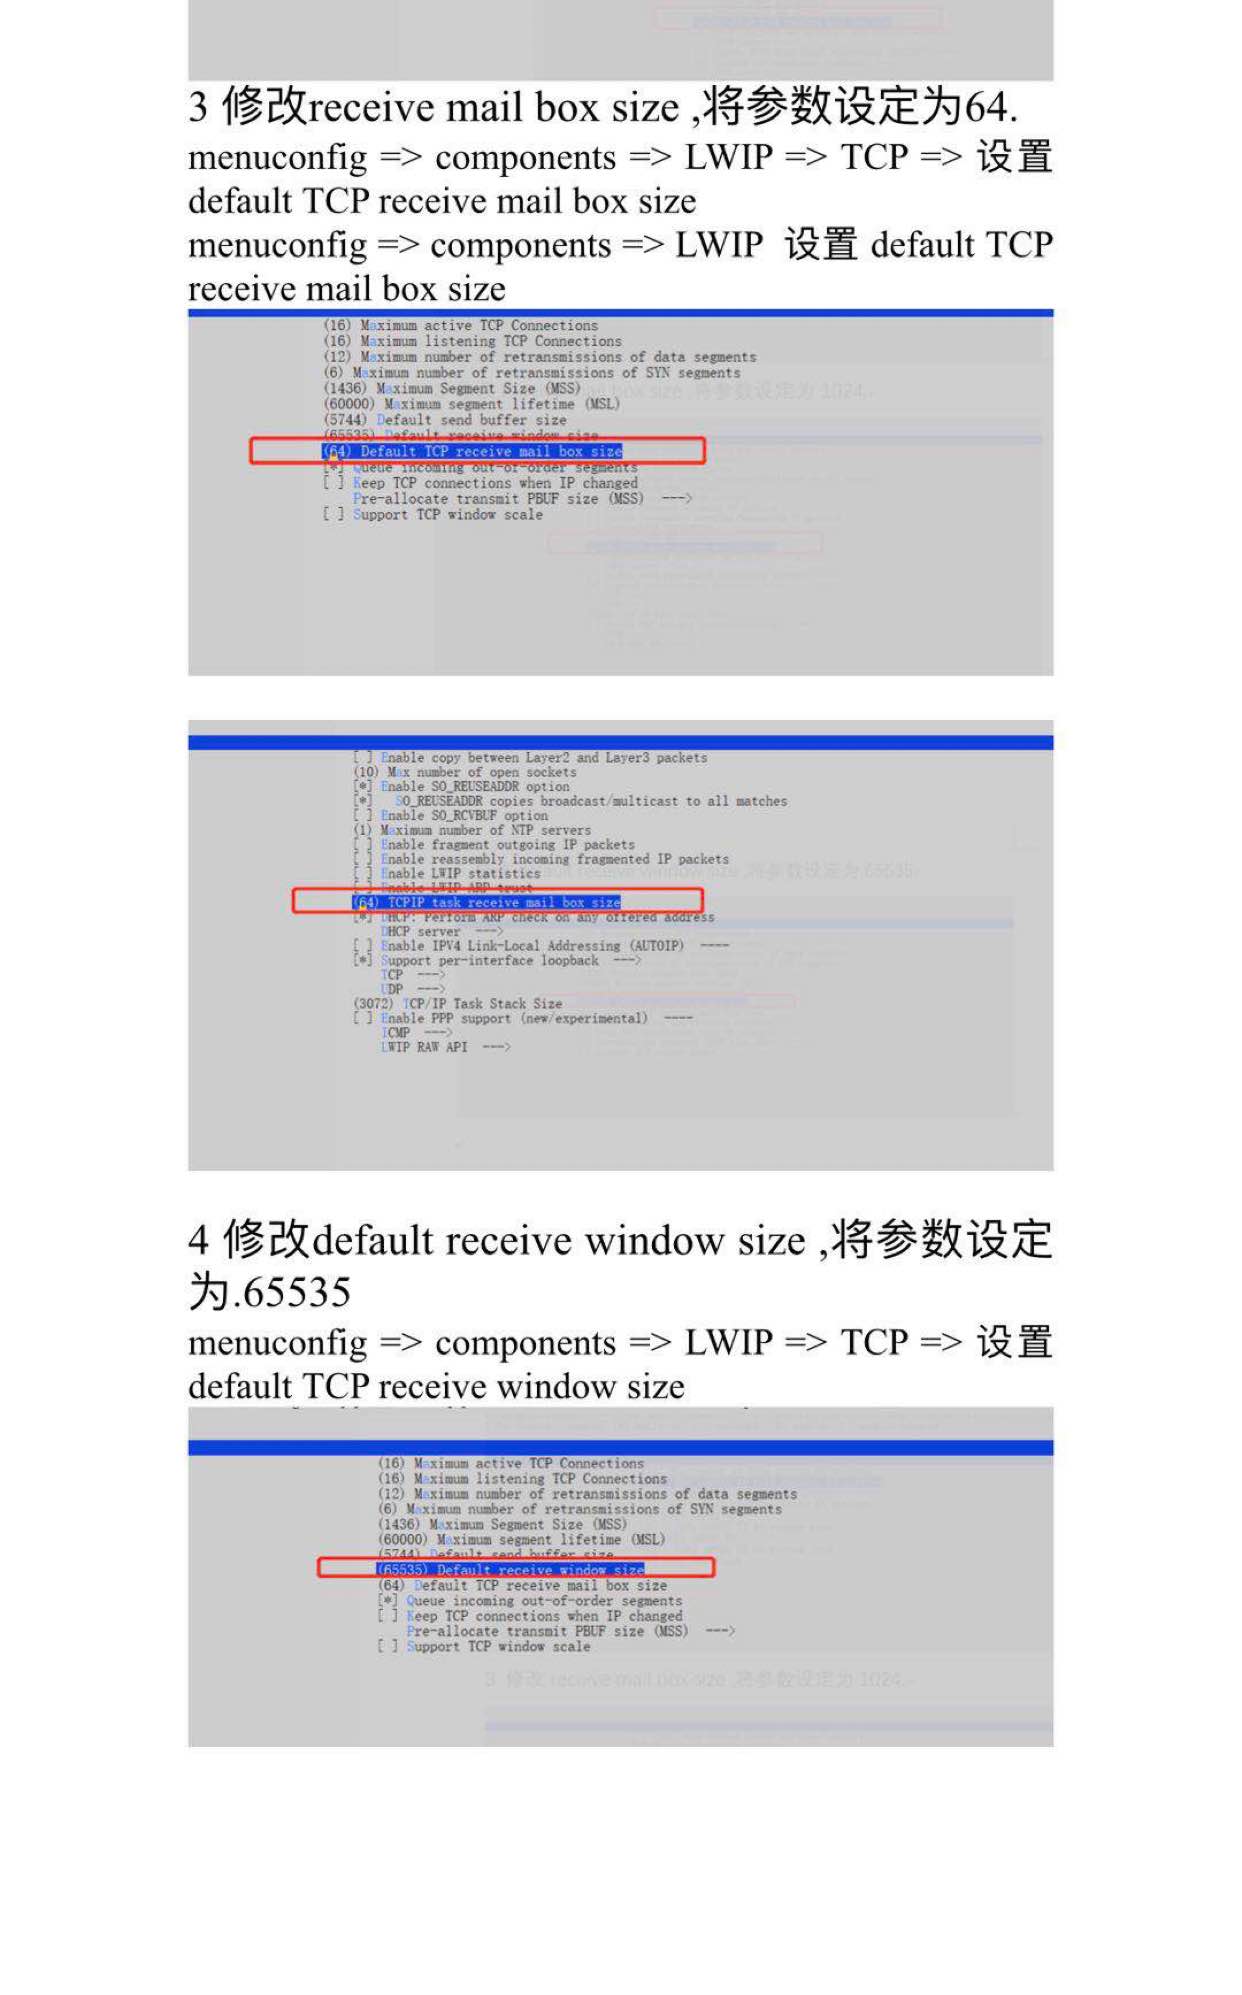 3 修改receive mail box size ,将参数设定为64.
menuconfig => components => LWIP => TCP => 设置
default TCP receive mail box size
menuconfig => components => LWIP 设置 default TCP
receive mail box size
(16) Maximum active TCP Connections
(16) Maximum listening TCP Connections
(12) Maximum number of retransmissions of data segments
(6) Maximum number of retransmissions of SYN segments
(1436) Maximum Segment Size (MSS)
(60000) Maximum segment lifetime (MSL)
(5744) Default send buffer size
(65535) Default receive window size
(64) Default TCP receive mail box size
[*] Queue incoming out-of-order segments
[ ] Keep TCP connections when IP changed
Pre-allocate transmit PBUF size (MSS) --->
[ ] Support TCP window scale
[ ] Enable copy between Layer2 and Layer3 packets
(10) Max number of open sockets
[*] Enable SO_REUSEADDR option
[*] SO_REUSEADDR copies broadcast/multicast to all matches
[ ] Enable SO_RCVBUF option
(1) Maximum number of NTP servers
[ ] Enable fragment outgoing IP packets
[ ] Enable reassembly incoming fragmented IP packets
[ ] Enable LWIP statistics
[ ] Enable LWIP ARP trust
(64) TCPIP task receive mail box size
[*] DHCP: Perform ARP check on any offered address
DHCP server --->
[ ] Enable IPV4 Link-Local Addressing (AUTOIP) ----
[*] Support per-interface loopback --->
TCP --->
UDP --->
(3072) TCP/IP Task Stack Size
[ ] Enable PPP support (new/experimental) ----
ICMP --->
LWIP RAW API --->
4 修改default receive window size ,将参数设定
为.65535
menuconfig => components => LWIP => TCP => 设置
default TCP receive window size
(16) Maximum active TCP Connections
(16) Maximum listening TCP Connections
(12) Maximum number of retransmissions of data segments
(6) Maximum number of retransmissions of SYN segments
(1436) Maximum Segment Size (MSS)
(60000) Maximum segment lifetime (MSL)
(5744) Default send buffer size
(65535) Default receive window size
(64) Default TCP receive mail box size
[*] Queue incoming out-of-order segments
[ ] Keep TCP connections when IP changed
Pre-allocate transmit PBUF size (MSS) --->
[ ] Support TCP window scale
3 修改 receive mail box size ,将参数设定为 1024.